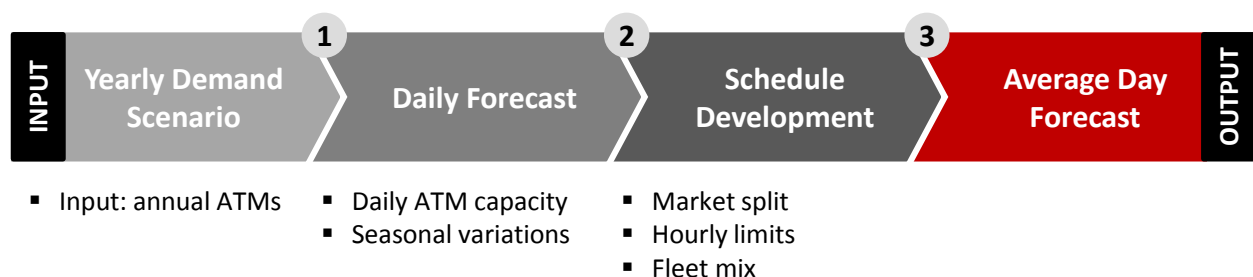 INPUT
Yearly Demand
Scenario
1
Daily Forecast
2
Schedule
Development
3
Average Day
Forecast
OUTPUT
▪ Input: annual ATMs
▪ Daily ATM capacity
▪ Seasonal variations
▪ Market split
▪ Hourly limits
▪ Fleet mix